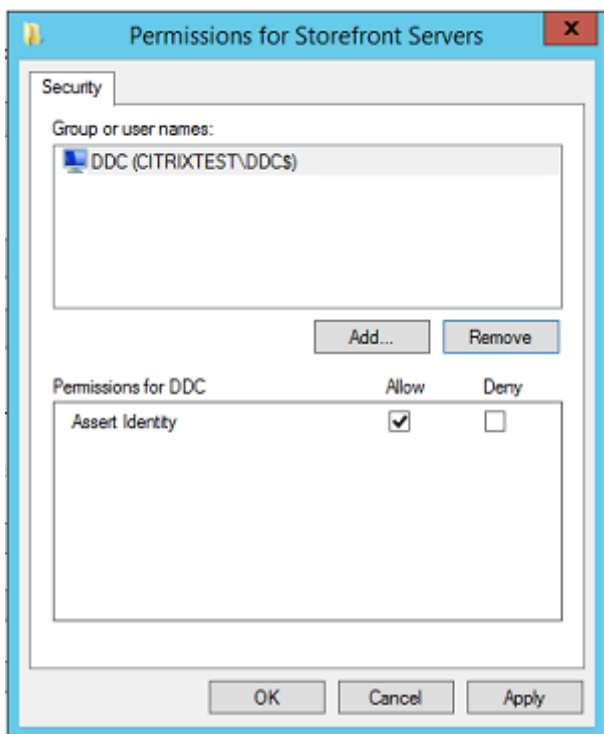 Permissions for Storefront Servers
x
Security
Group or user names:
DDC (CITRIXTEST\DDC$)
Add... Remove
Permissions for DDC Allow Deny
Assert Identity
OK Cancel Apply